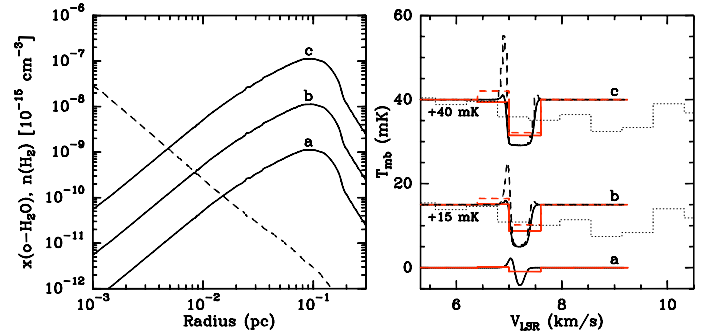 x(o−H₂O), n(H₂) [10⁻¹⁵ cm⁻³]
10⁻⁶
10⁻⁷
10⁻⁸
10⁻⁹
10⁻¹⁰
10⁻¹¹
10⁻¹²
c
b
a
10⁻³
10⁻²
10⁻¹
Radius (pc)
T_mb (mK)
60
40
20
0
c
+40 mK
b
+15 mK
a
6
8
10
V_LSR (km/s)